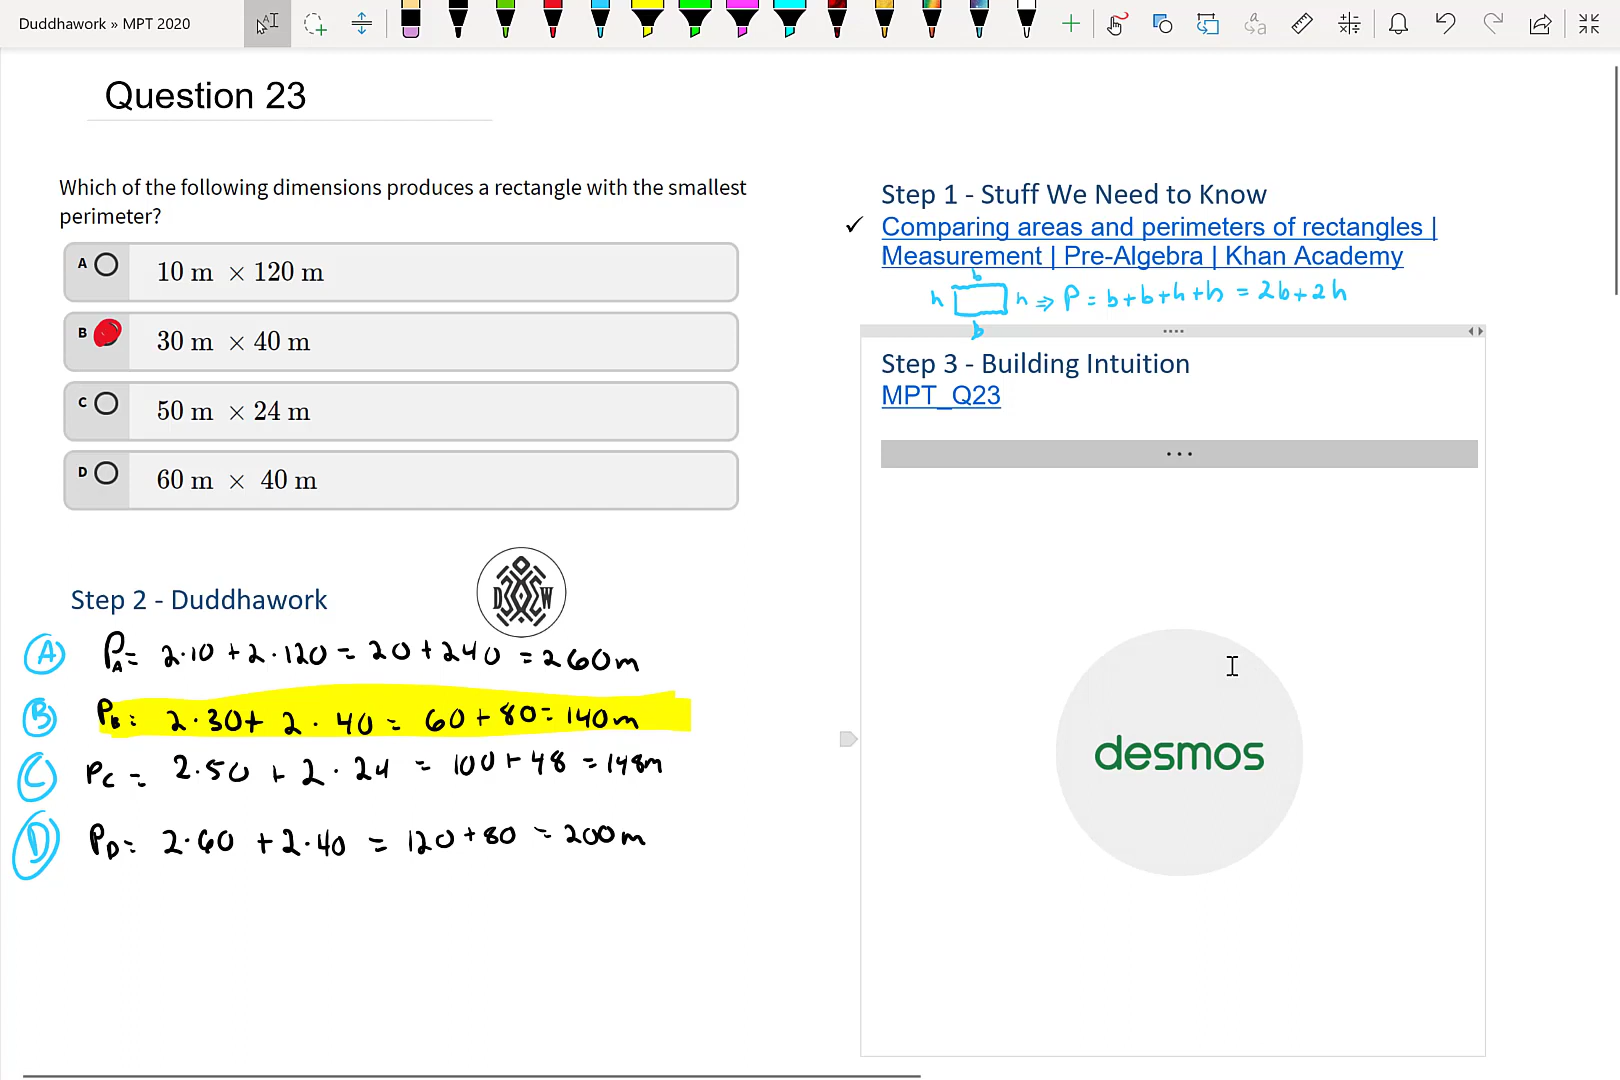 Duddhawork » MPT 2020
Question 23
Which of the following dimensions produces a rectangle with the smallest
perimeter?
A 10 m × 120 m
B 30 m × 40 m
C 50 m × 24 m
D 60 m × 40 m
Step 2 - Duddhawork
D W
A P_A = 2·10 + 2·120 = 20 + 240 = 260m
B P_B = 2·30 + 2·40 = 60 + 80 = 140m
C P_C = 2·50 + 2·24 = 100 + 48 = 148m
D P_D = 2·60 + 2·40 = 120 + 80 = 200m
Step 1 - Stuff We Need to Know
✓ Comparing areas and perimeters of rectangles |
Measurement | Pre-Algebra | Khan Academy
b
h h ⇒ P = b+b+h+h = 2b+2h
b
Step 3 - Building Intuition
MPT_Q23
...
desmos